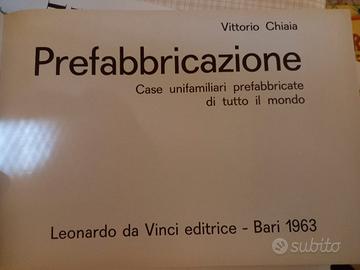 Vittorio Chiaia
Prefabbricazione
Case unifamiliari prefabbricate
di tutto il mondo
Leonardo da Vinci editrice - Bari 1963
subito